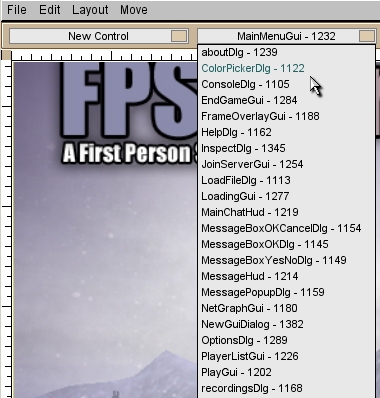 File Edit Layout Move
New Control
MainMenuGui - 1232
aboutDlg - 1239
ColorPickerDlg - 1122
ConsoleDlg - 1105
EndGameGui - 1284
FrameOverlayGui - 1188
HelpDlg - 1162
InspectDlg - 1345
JoinServerGui - 1254
LoadFileDlg - 1113
LoadingGui - 1277
MainChatHud - 1219
MessageBoxOKCancelDlg - 1154
MessageBoxOKDlg - 1145
MessageBoxYesNoDlg - 1149
MessageHud - 1214
MessagePopupDlg - 1159
NetGraphGui - 1180
NewGuiDialog - 1382
OptionsDlg - 1289
PlayerListGui - 1226
PlayGui - 1202
recordingsDlg - 1168
FPS
A First Person